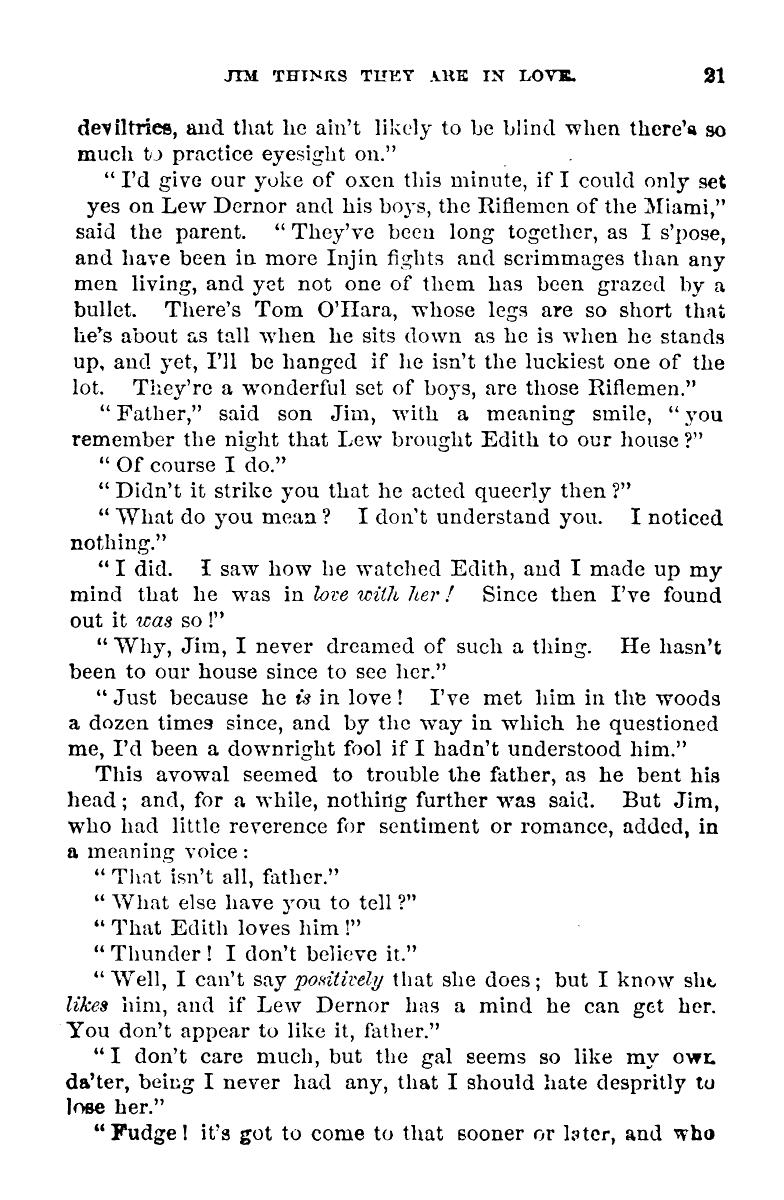 JIM THINKS THEY ARE IN LOVE. 21
deviltries, and that he ain't likely to be blind when there's so
much to practice eyesight on."
"I'd give our yoke of oxen this minute, if I could only set
yes on Lew Dernor and his boys, the Riflemen of the Miami,"
said the parent. "They've been long together, as I s'pose,
and have been in more Injin fights and scrimmages than any
men living, and yet not one of them has been grazed by a
bullet. There's Tom O'Hara, whose legs are so short that
he's about as tall when he sits down as he is when he stands
up, and yet, I'll be hanged if he isn't the luckiest one of the
lot. They're a wonderful set of boys, are those Riflemen."
"Father," said son Jim, with a meaning smile, "you
remember the night that Lew brought Edith to our house?"
"Of course I do."
"Didn't it strike you that he acted queerly then?"
"What do you mean? I don't understand you. I noticed
nothing."
"I did. I saw how he watched Edith, and I made up my
mind that he was in love with her! Since then I've found
out it was so!"
"Why, Jim, I never dreamed of such a thing. He hasn't
been to our house since to see her."
"Just because he is in love! I've met him in the woods
a dozen times since, and by the way in which he questioned
me, I'd been a downright fool if I hadn't understood him."
This avowal seemed to trouble the father, as he bent his
head; and, for a while, nothing further was said. But Jim,
who had little reverence for sentiment or romance, added, in
a meaning voice:
"That isn't all, father."
"What else have you to tell?"
"That Edith loves him!"
"Thunder! I don't believe it."
"Well, I can't say positively that she does; but I know she
likes him, and if Lew Dernor has a mind he can get her.
You don't appear to like it, father."
"I don't care much, but the gal seems so like my own
da'ter, being I never had any, that I should hate despritly to
lose her."
"Fudge! it's got to come to that sooner or later, and who